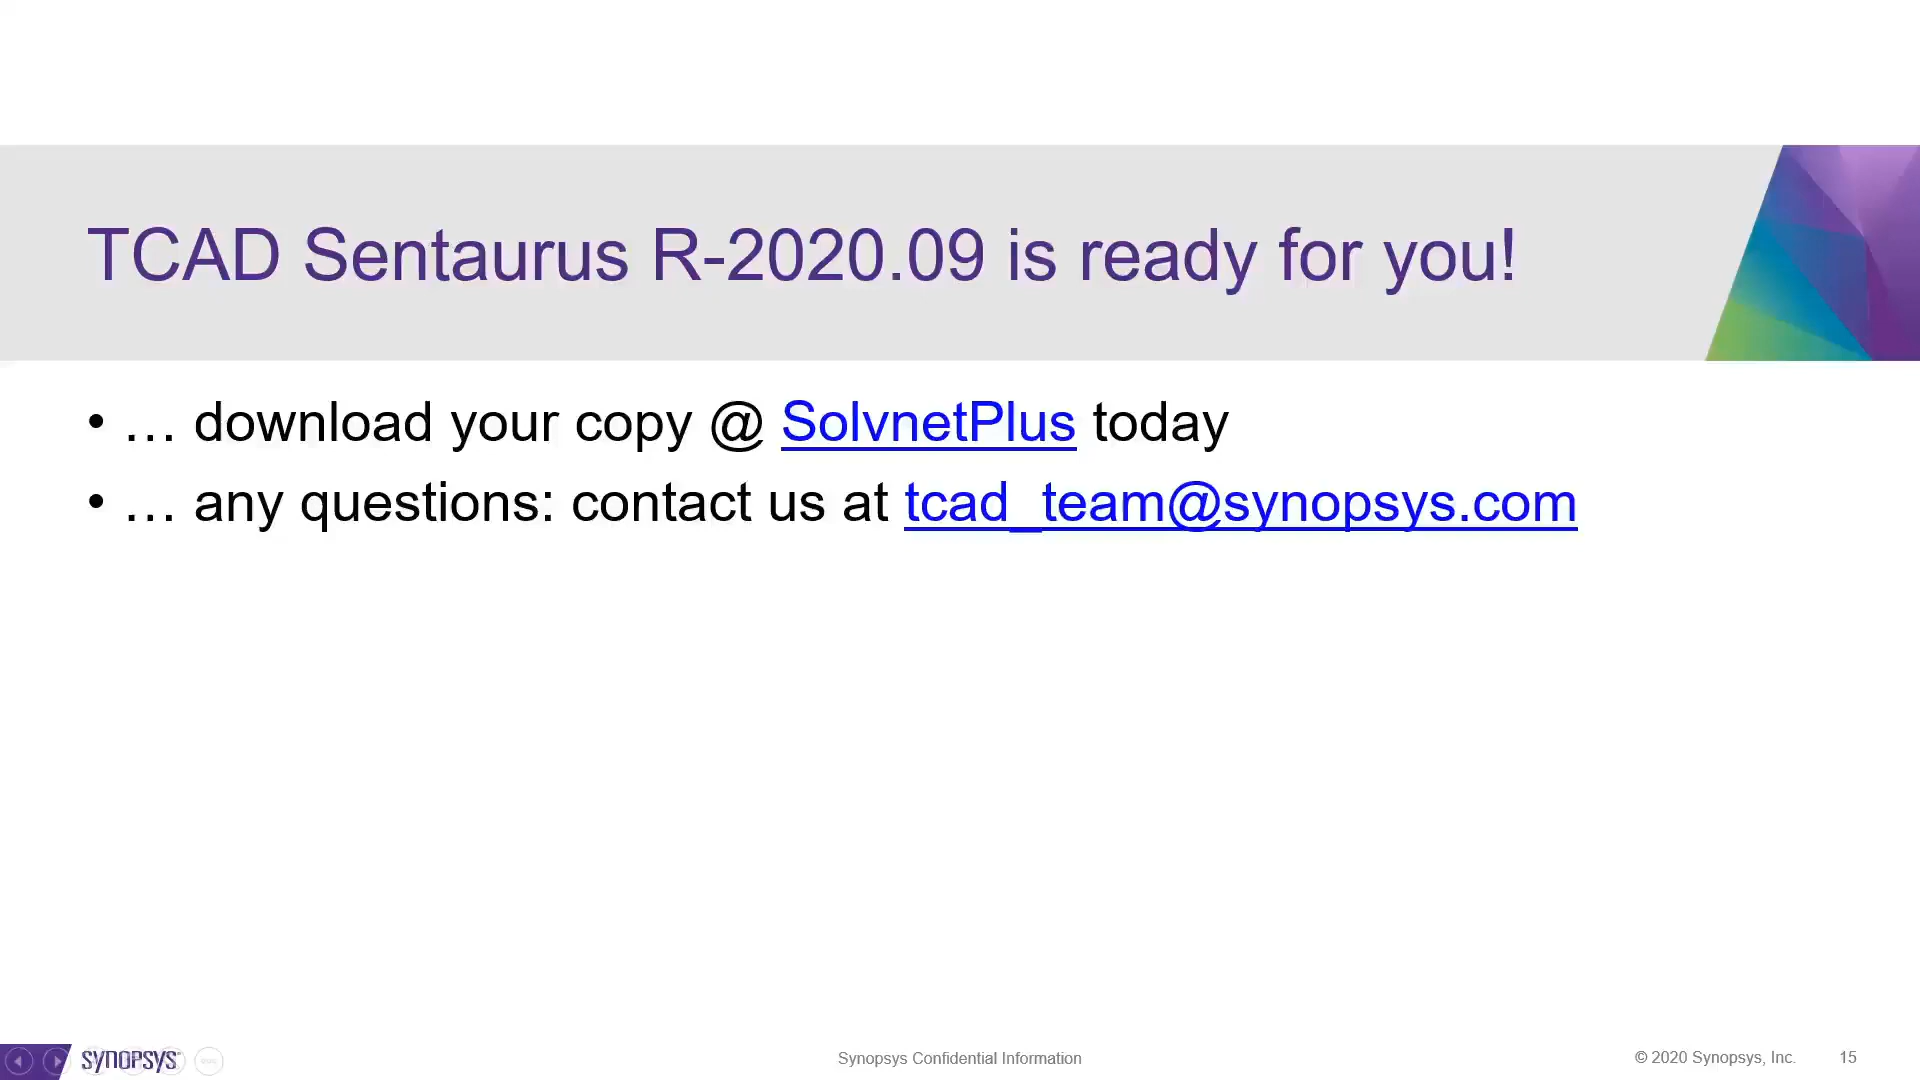 TCAD Sentaurus R-2020.09 is ready for you!
• … download your copy @ SolvnetPlus today
• … any questions: contact us at tcad_team@synopsys.com
SYNOPSYS
Synopsys Confidential Information
© 2020 Synopsys, Inc.
15